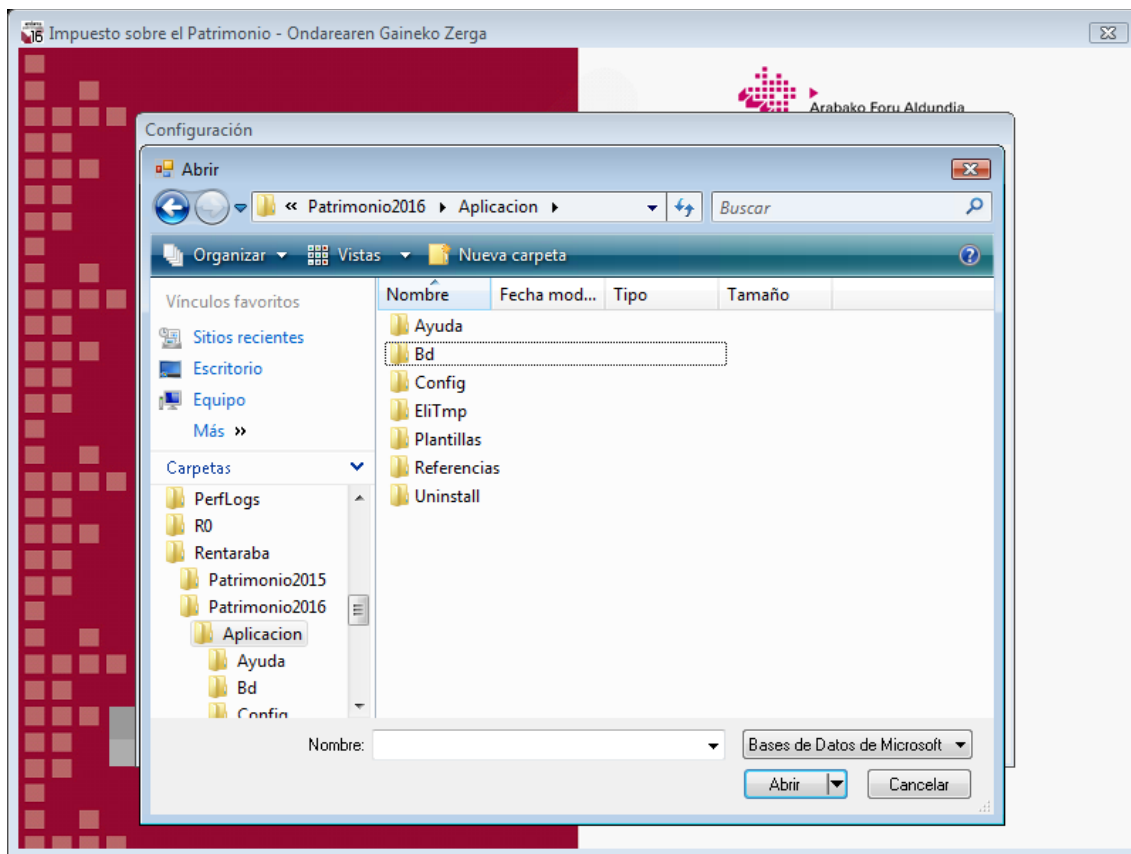 16 Impuesto sobre el Patrimonio - Ondarearen Gaineko Zerga
Arabako Foru Aldundia
Configuración
Abrir
« Patrimonio2016 Aplicacion
Buscar
Organizar Vistas Nueva carpeta
Vínculos favoritos
Sitios recientes
Escritorio
Equipo
Más »
Carpetas
PerfLogs
R0
Rentaraba
Patrimonio2015
Patrimonio2016
Aplicacion
Ayuda
Bd
Config
Nombre Fecha mod... Tipo Tamaño
Ayuda
Bd
Config
EliTmp
Plantillas
Referencias
Uninstall
Nombre:
Bases de Datos de Microsoft
Abrir
Cancelar